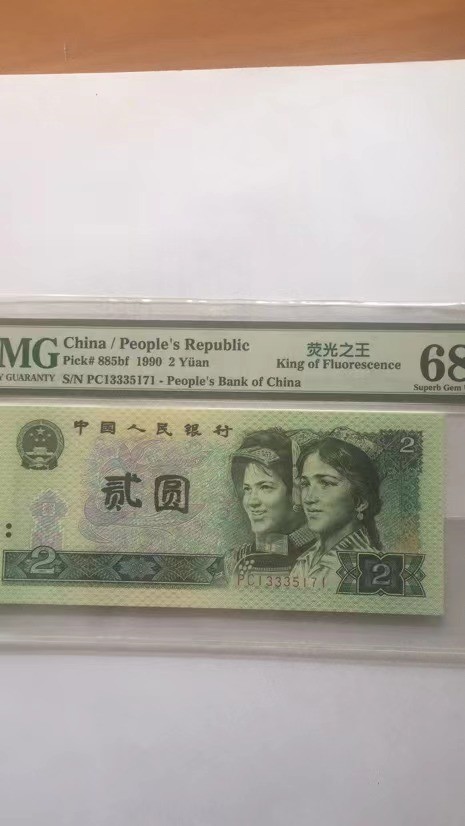 MG
China / People's Republic
Pick# 885bf 1990 2 Yüan
荧光之王
King of Fluorescence
68
Y GUARANTY
S/N PC13335171 - People's Bank of China
Superb Gem
中国人民银行
2
贰圆
PC13335171
2
2